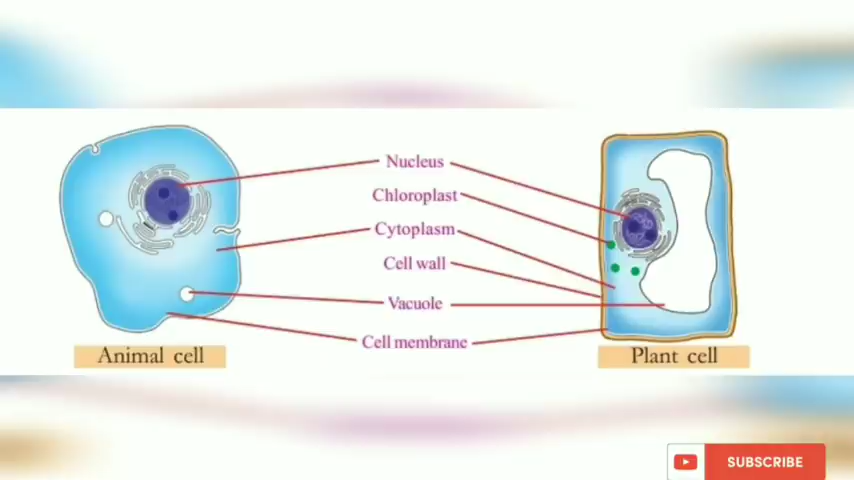 Nucleus
Chloroplast
Cytoplasm
Cell wall
Vacuole
Cell membrane
Animal cell
Plant cell
SUBSCRIBE